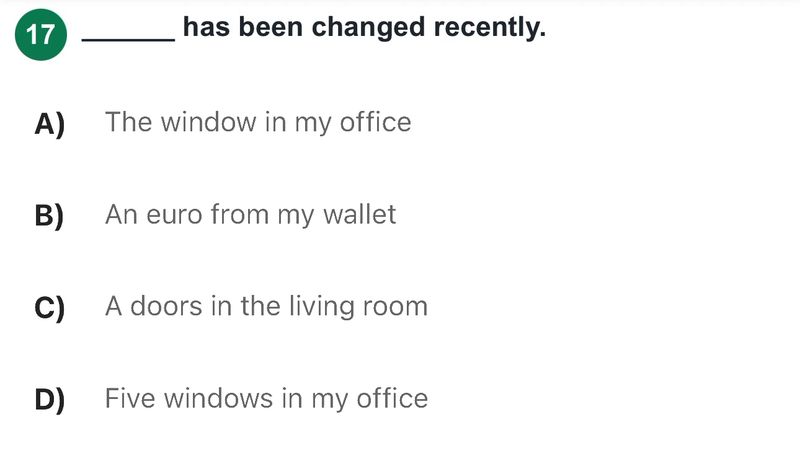 17 ______ has been changed recently.
A) The window in my office
B) An euro from my wallet
C) A doors in the living room
D) Five windows in my office